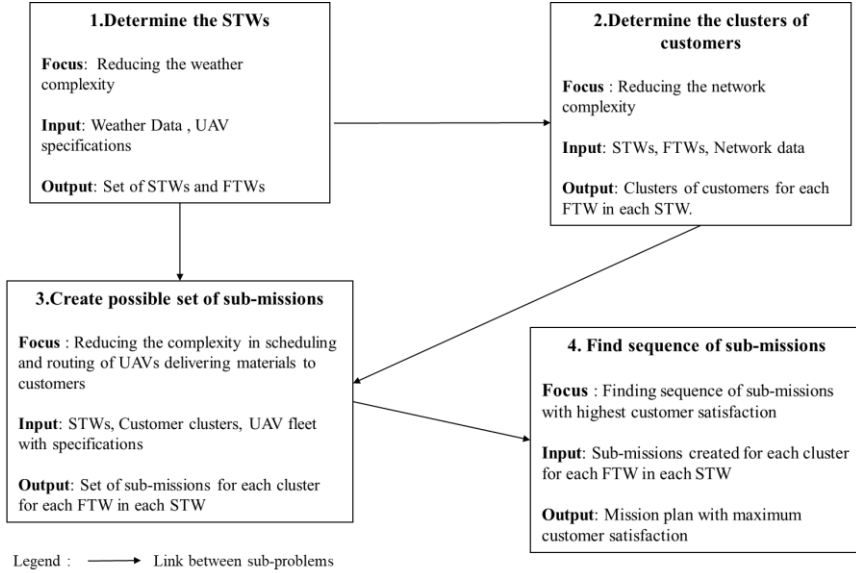 1.Determine the STWs
Focus:  Reducing the weather
complexity
Input: Weather Data , UAV
specifications
Output: Set of STWs and FTWs
2.Determine the clusters of
customers
Focus : Reducing the network
complexity
Input: STWs, FTWs, Network data
Output: Clusters of customers for each
FTW in each STW.
3.Create possible set of sub-missions
Focus : Reducing the complexity in scheduling
and routing of UAVs delivering materials to
customers
Input: STWs, Customer clusters, UAV fleet
with specifications
Output: Set of sub-missions for each cluster
for each FTW in each STW
4. Find sequence of sub-missions
Focus : Finding sequence of sub-missions
with highest customer satisfaction
Input: Sub-missions created for each cluster
for each FTW in each STW
Output: Mission plan with maximum
customer satisfaction
Legend : Link between sub-problems